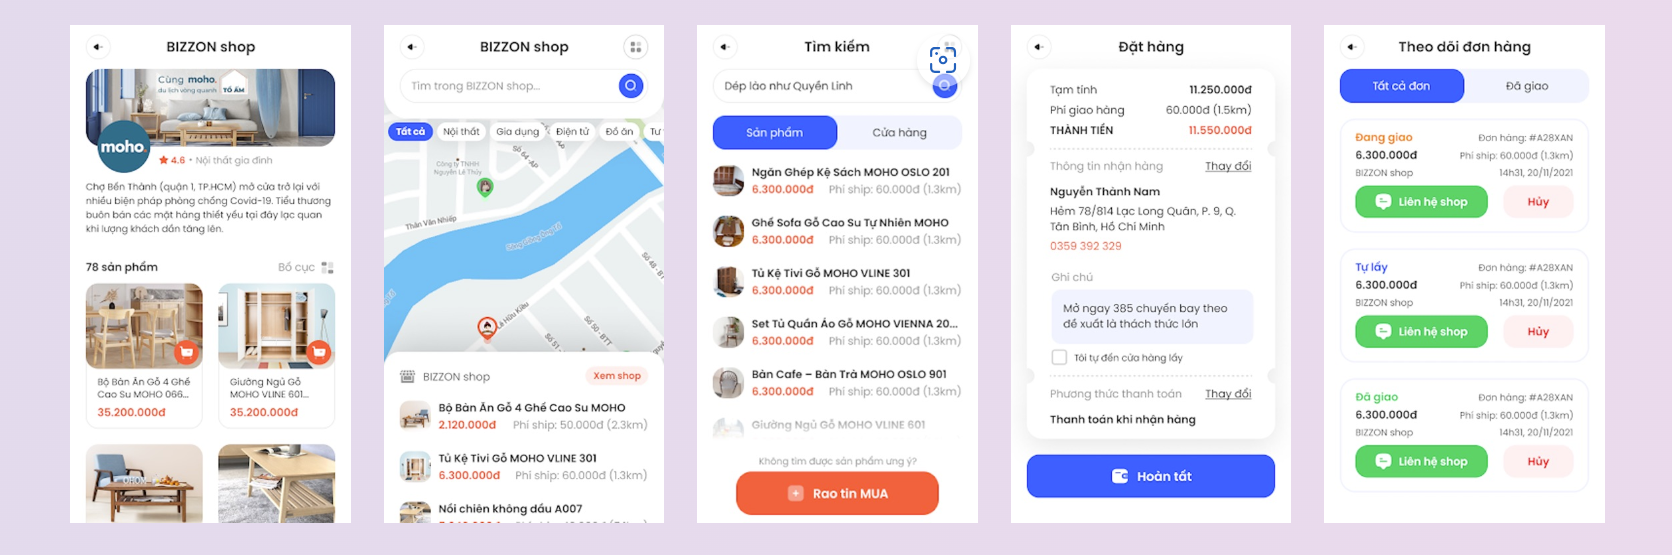 BIZZON shop
Cùng moho.
du lịch vòng quanh TỔ ẤM
moho.
4.6 • Nội thất gia đình
Chợ Bến Thành (quận 1, TP.HCM) mở cửa trở lại với
nhiều biện pháp phòng chống Covid-19. Tiểu thương
buôn bán các mặt hàng thiết yếu tại đây lạc quan
khi lượng khách dần tăng lên.
78 sản phẩm
Bố cục
Bộ Bàn Ăn Gỗ 4 Ghế
Cao Su MOHO 066...
35.200.000đ
Giường Ngủ Gỗ
MOHO VLINE 601...
35.200.000đ
BIZZON shop
Tìm trong BIZZON shop...
Tất cả
Nội thất
Gia dụng
Điện tử
Đồ ăn
Tư
Số 64 -AP
Công ty TNHH
Nguyễn Lê Thủy
Thân Văn Nhiếp
Sông Giồng Ông Tố
Số 48 - BTT
Lê Hữu Kiều
Số 50 - BTT
Số 51 -
BIZZON shop
Xem shop
Bộ Bàn Ăn Gỗ 4 Ghế Cao Su MOHO
2.120.000đ Phí ship: 50.000đ (2.3km)
Tủ Kệ Tivi Gỗ MOHO VLINE 301
6.300.000đ Phí ship: 60.000đ (1.3km)
Nồi chiên không dầu A007
Tìm kiếm
Dép lào như Quyền Linh
Sản phẩm
Cửa hàng
Ngăn Ghép Kệ Sách MOHO OSLO 201
6.300.000đ Phí ship: 60.000đ (1.3km)
Ghế Sofa Gỗ Cao Su Tự Nhiên MOHO
6.300.000đ Phí ship: 60.000đ (1.3km)
Tủ Kệ Tivi Gỗ MOHO VLINE 301
6.300.000đ Phí ship: 60.000đ (1.3km)
Set Tủ Quần Áo Gỗ MOHO VIENNA 20...
6.300.000đ Phí ship: 60.000đ (1.3km)
Bàn Cafe – Bàn Trà MOHO OSLO 901
6.300.000đ Phí ship: 60.000đ (1.3km)
Giường Ngủ Gỗ MOHO VLINE 601
Không tìm được sản phẩm ưng ý?
Rao tin MUA
Đặt hàng
Tạm tính 11.250.000đ
Phí giao hàng 60.000đ (1.5km)
THÀNH TIỀN 11.550.000đ
Thông tin nhận hàng Thay đổi
Nguyễn Thành Nam
Hẻm 78/814 Lạc Long Quân, P. 9, Q.
Tân Bình, Hồ Chí Minh
0359 392 329
Ghi chú
Mở ngay 385 chuyến bay theo
đề xuất là thách thức lớn
Tôi tự đến cửa hàng lấy
Phương thức thanh toán Thay đổi
Thanh toán khi nhận hàng
Hoàn tất
Theo dõi đơn hàng
Tất cả đơn
Đã giao
Đang giao Đơn hàng: #A28XAN
6.300.000đ Phí ship: 60.000đ (1.3km)
BIZZON shop 14h31, 20/11/2021
Liên hệ shop Hủy
Tự lấy Đơn hàng: #A28XAN
6.300.000đ Phí ship: 60.000đ (1.3km)
BIZZON shop 14h31, 20/11/2021
Liên hệ shop Hủy
Đã giao Đơn hàng: #A28XAN
6.300.000đ Phí ship: 60.000đ (1.3km)
BIZZON shop 14h31, 20/11/2021
Liên hệ shop Hủy